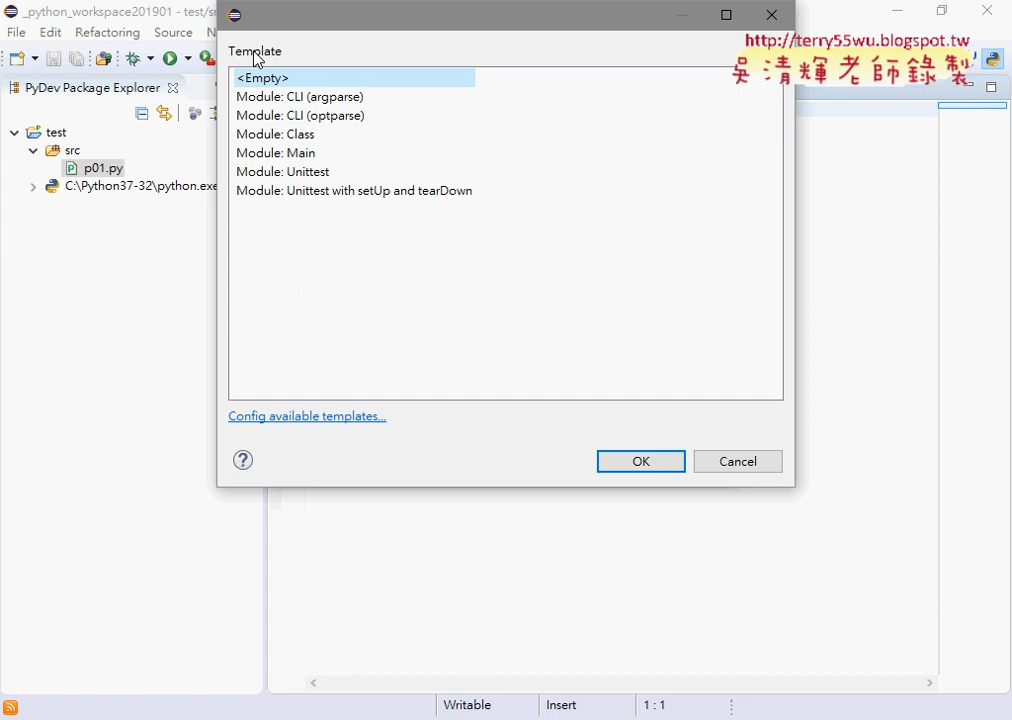 _python_workspace201901 - test/sr
File Edit Refactoring Source N
http://terry55wu.blogspot.tw
吳清輝老師錄製
PyDev Package Explorer
test
src
p01.py
C:\Python37-32\python.exe
Template
<Empty>
Module: CLI (argparse)
Module: CLI (optparse)
Module: Class
Module: Main
Module: Unittest
Module: Unittest with setUp and tearDown
Config available templates...
OK Cancel
Writable Insert 1 : 1